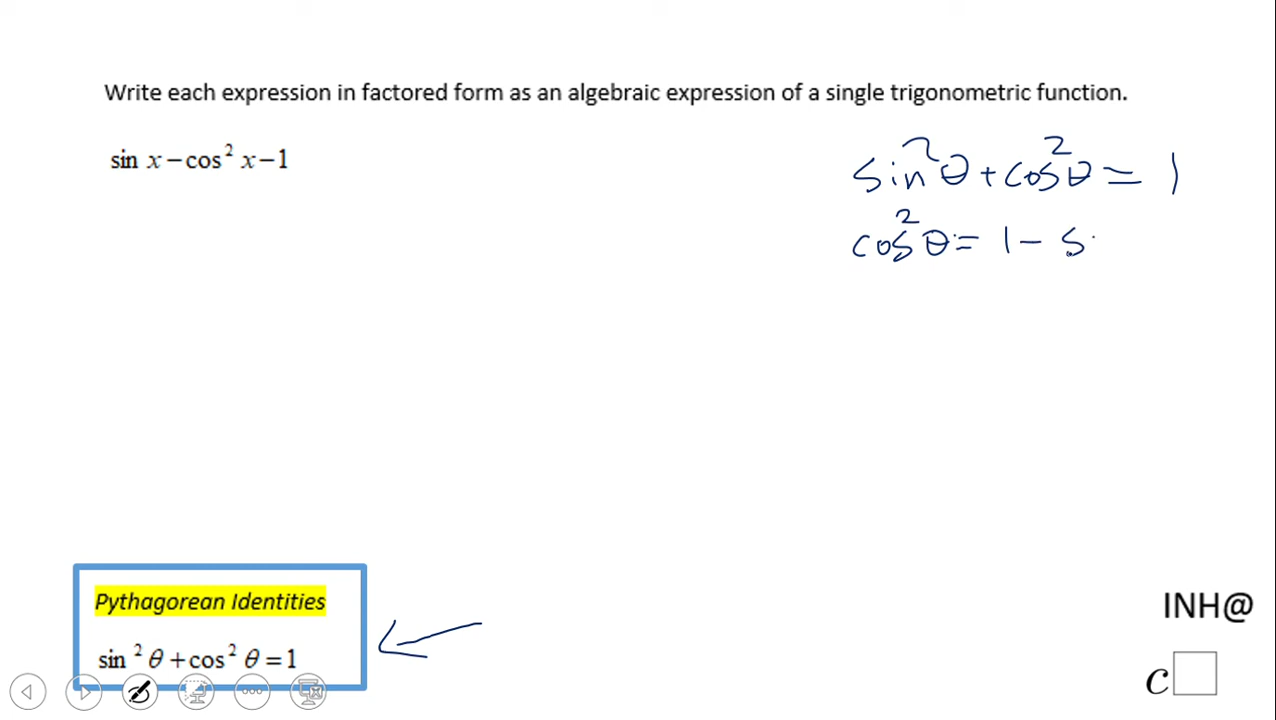 Write each expression in factored form as an algebraic expression of a single trigonometric function.
sin x − cos² x − 1
sin²θ + cos²θ = 1
cos²θ = 1 − s
Pythagorean Identities
sin²θ + cos²θ = 1
INH@
c